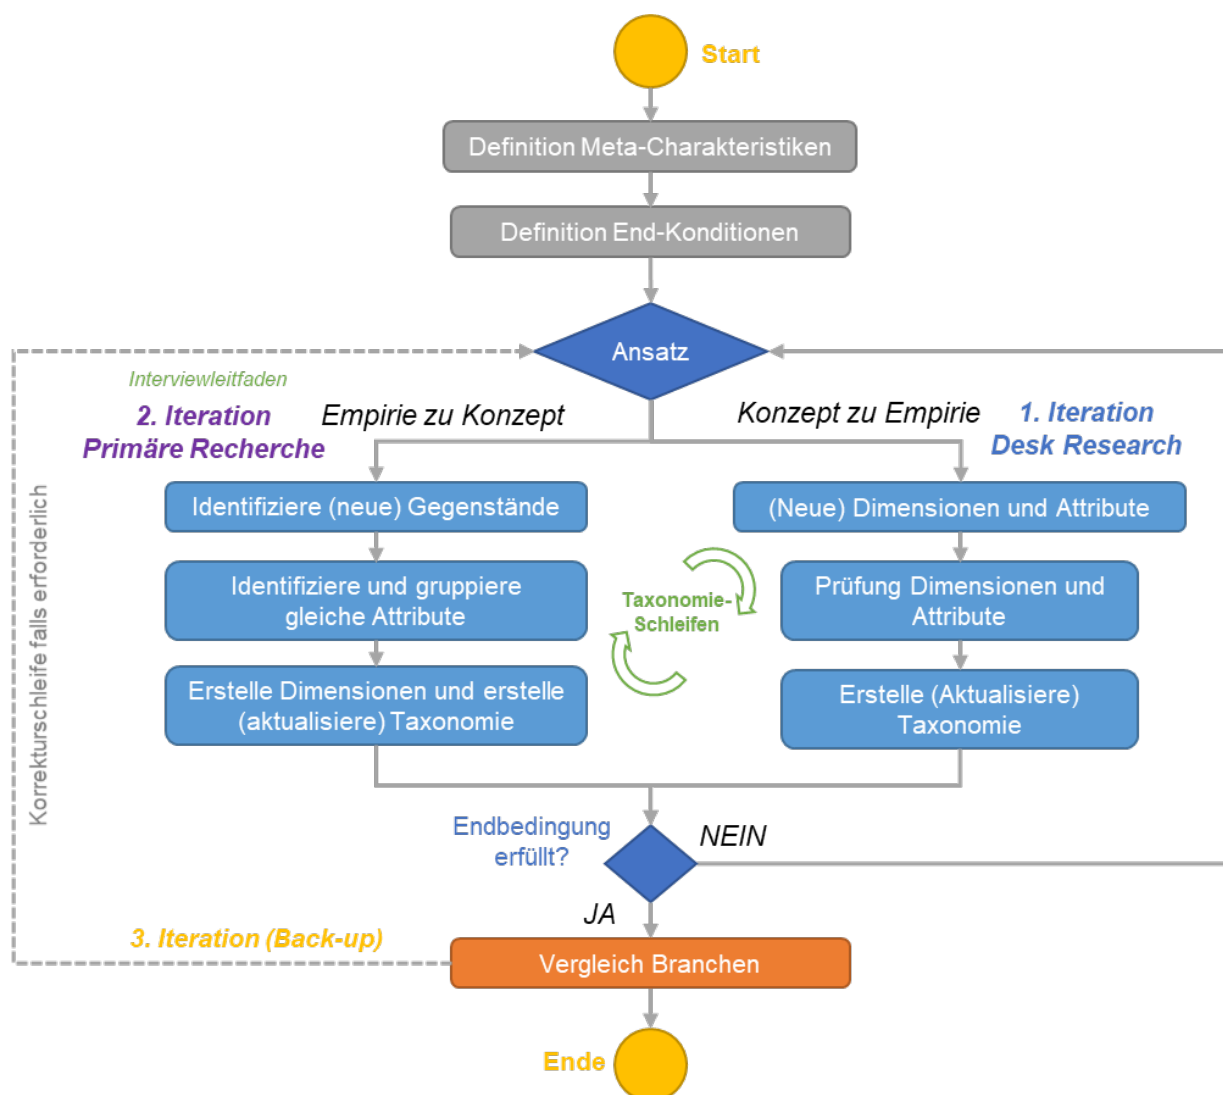 Start
Definition Meta-Charakteristiken
Definition End-Konditionen
Ansatz
Interviewleitfaden
2. Iteration
Primäre Recherche
Empirie zu Konzept
Konzept zu Empirie
1. Iteration
Desk Research
Identifiziere (neue) Gegenstände
(Neue) Dimensionen und Attribute
Identifiziere und gruppiere
gleiche Attribute
Taxonomie-
Schleifen
Prüfung Dimensionen und
Attribute
Erstelle Dimensionen und erstelle
(aktualisiere) Taxonomie
Erstelle (Aktualisiere)
Taxonomie
Korrekturschleife falls erforderlich
Endbedingung
erfüllt?
NEIN
JA
3. Iteration (Back-up)
Vergleich Branchen
Ende